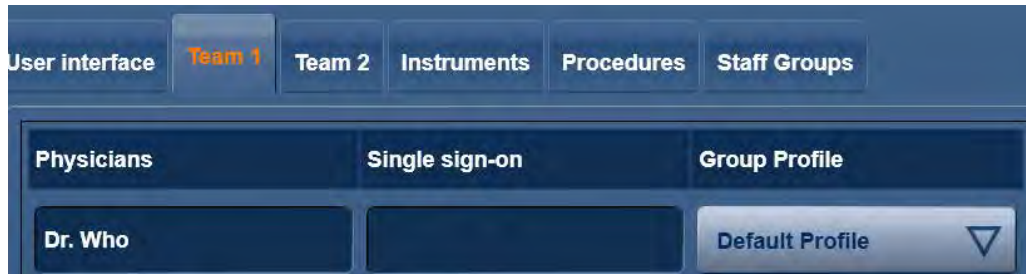 User interface Team 1 Team 2 Instruments Procedures Staff Groups
Physicians Single sign-on Group Profile
Dr. Who Default Profile